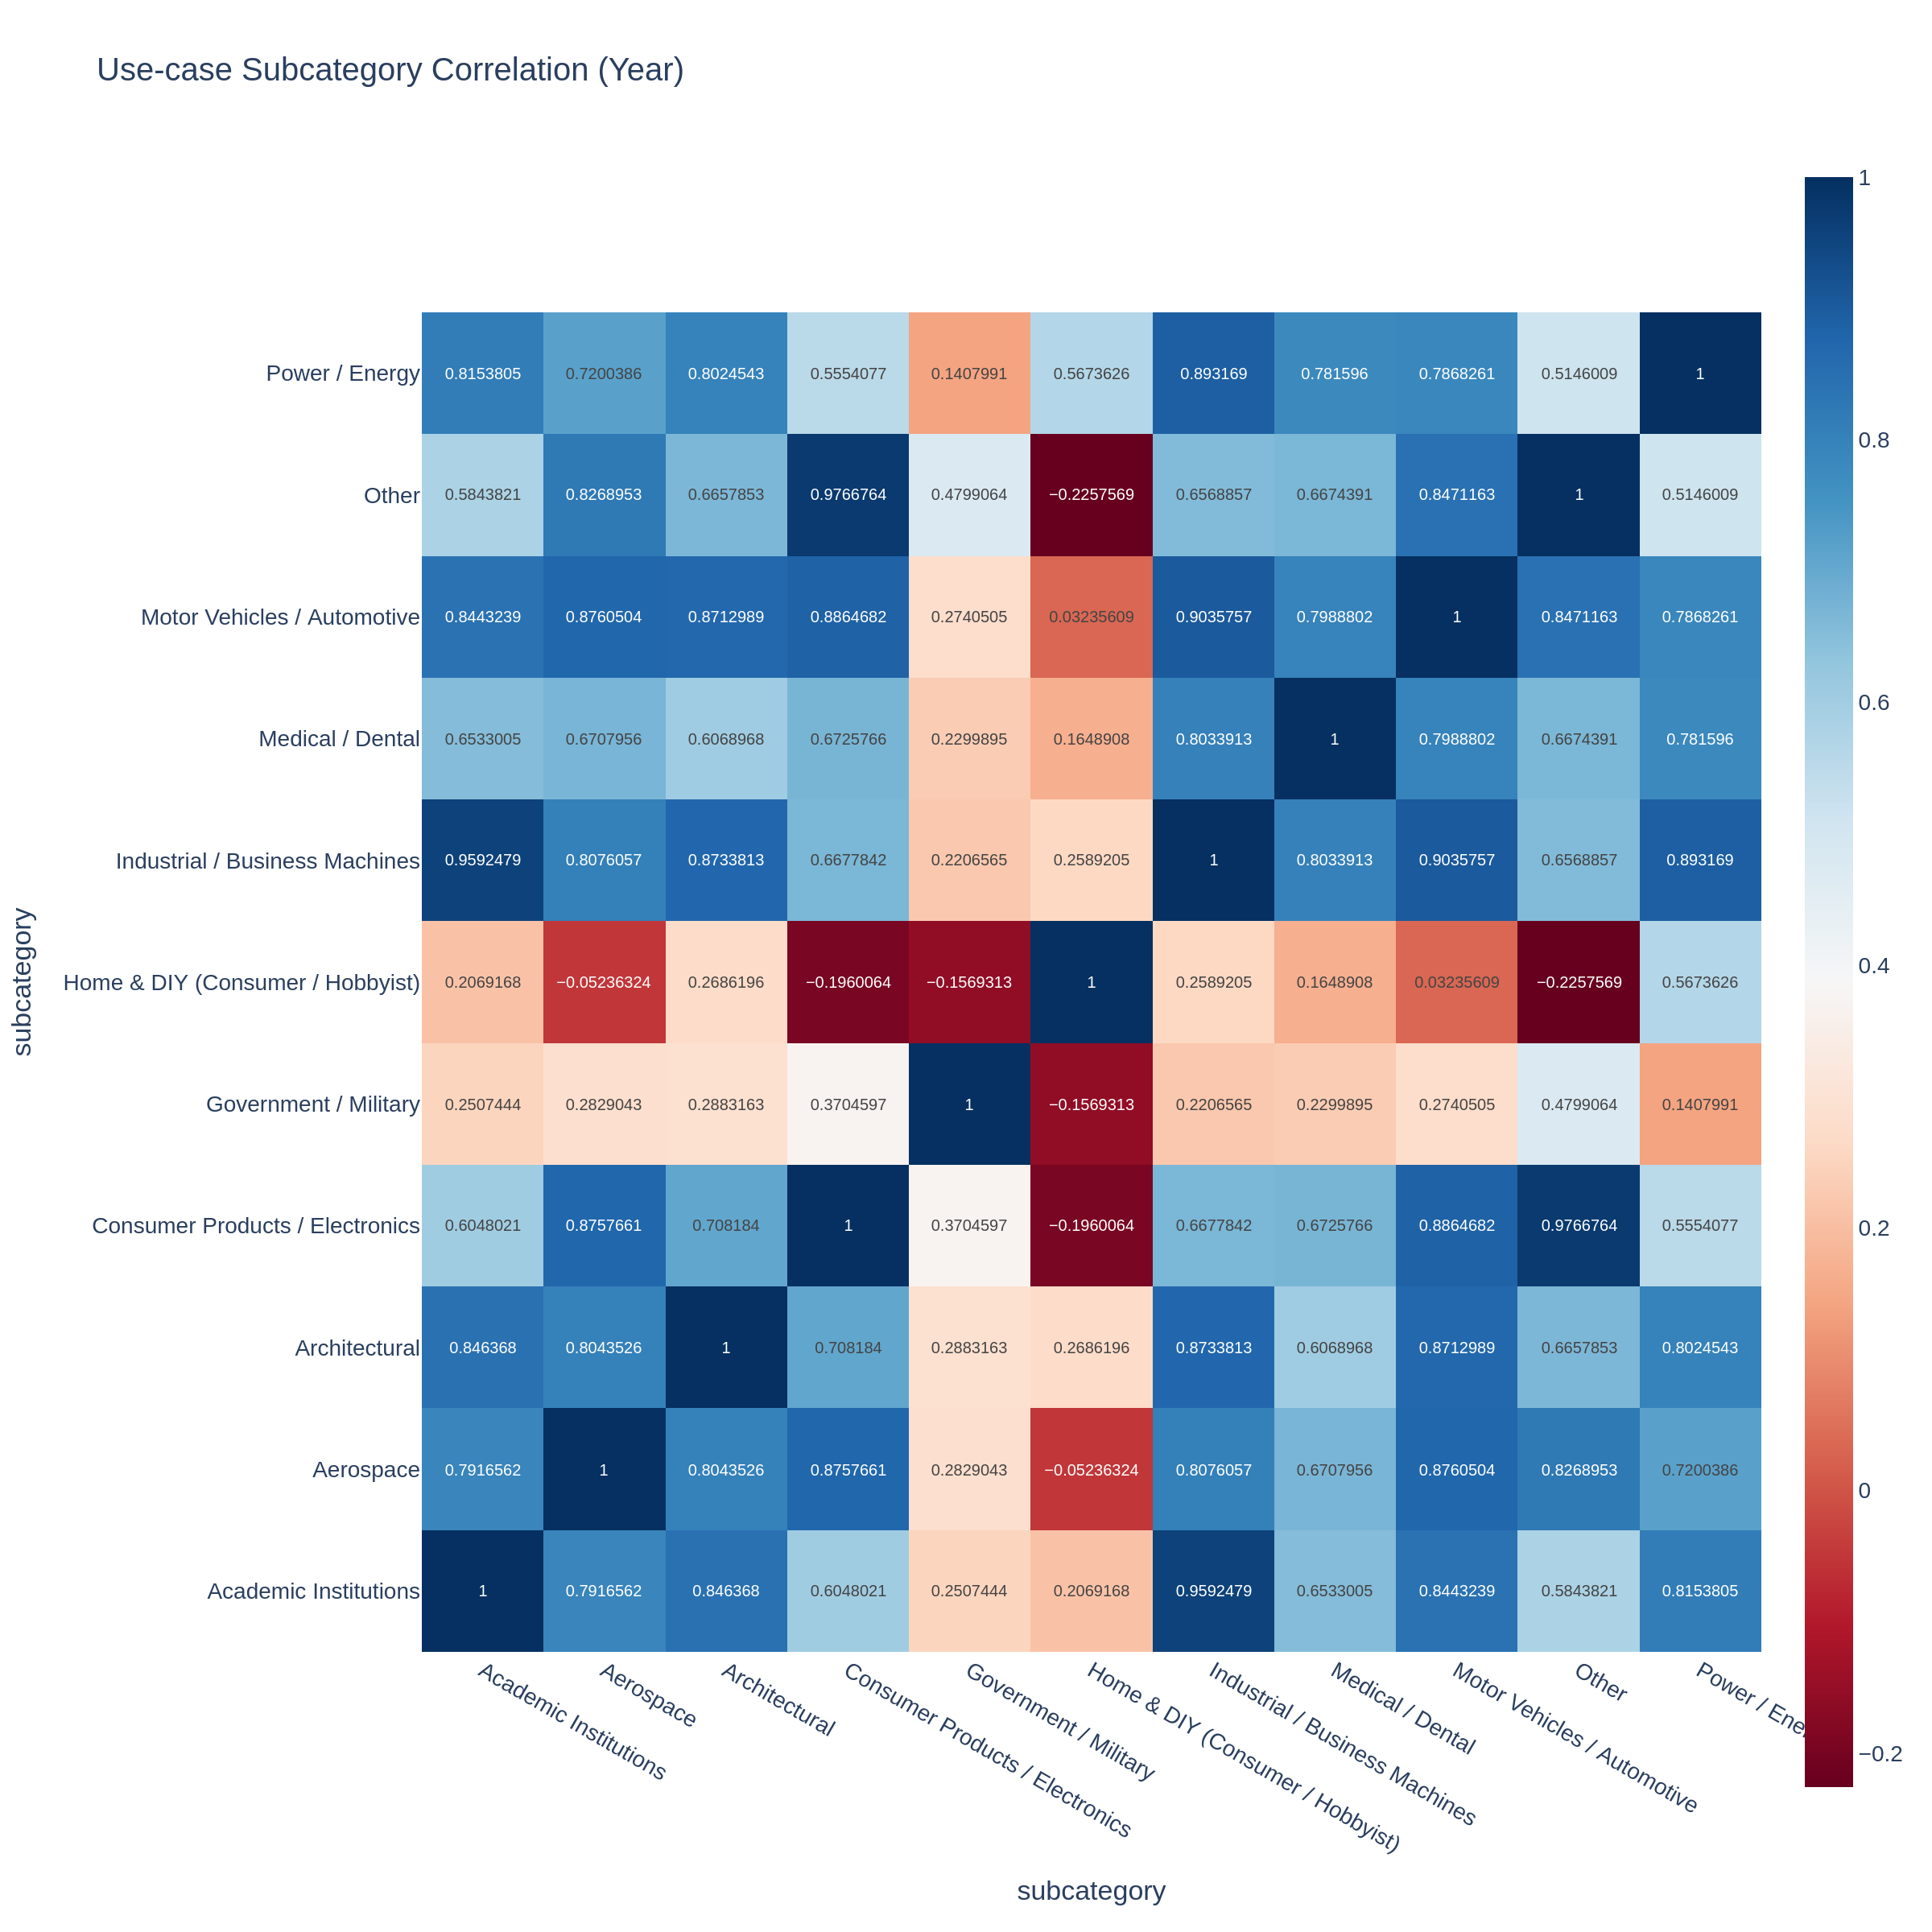 Use-case Subcategory Correlation (Year)
Power / Energy 0.8153805 0.7200386 0.8024543 0.5554077 0.1407991 0.5673626 0.893169 0.781596 0.7868261 0.5146009 1
Other 0.5843821 0.8268953 0.6657853 0.9766764 0.4799064 −0.2257569 0.6568857 0.6674391 0.8471163 1 0.5146009
Motor Vehicles / Automotive 0.8443239 0.8760504 0.8712989 0.8864682 0.2740505 0.03235609 0.9035757 0.7988802 1 0.8471163 0.7868261
Medical / Dental 0.6533005 0.6707956 0.6068968 0.6725766 0.2299895 0.1648908 0.8033913 1 0.7988802 0.6674391 0.781596
Industrial / Business Machines 0.9592479 0.8076057 0.8733813 0.6677842 0.2206565 0.2589205 1 0.8033913 0.9035757 0.6568857 0.893169
Home & DIY (Consumer / Hobbyist) 0.2069168 −0.05236324 0.2686196 −0.1960064 −0.1569313 1 0.2589205 0.1648908 0.03235609 −0.2257569 0.5673626
Government / Military 0.2507444 0.2829043 0.2883163 0.3704597 1 −0.1569313 0.2206565 0.2299895 0.2740505 0.4799064 0.1407991
Consumer Products / Electronics 0.6048021 0.8757661 0.708184 1 0.3704597 −0.1960064 0.6677842 0.6725766 0.8864682 0.9766764 0.5554077
Architectural 0.846368 0.8043526 1 0.708184 0.2883163 0.2686196 0.8733813 0.6068968 0.8712989 0.6657853 0.8024543
Aerospace 0.7916562 1 0.8043526 0.8757661 0.2829043 −0.05236324 0.8076057 0.6707956 0.8760504 0.8268953 0.7200386
Academic Institutions 1 0.7916562 0.846368 0.6048021 0.2507444 0.2069168 0.9592479 0.6533005 0.8443239 0.5843821 0.8153805
subcategory
Academic Institutions
Aerospace
Architectural
Consumer Products / Electronics
Government / Military
Home & DIY (Consumer / Hobbyist)
Industrial / Business Machines
Medical / Dental
Motor Vehicles / Automotive
Other
Power /
subcategory
1
0.8
0.6
0.4
0.2
0
−0.2